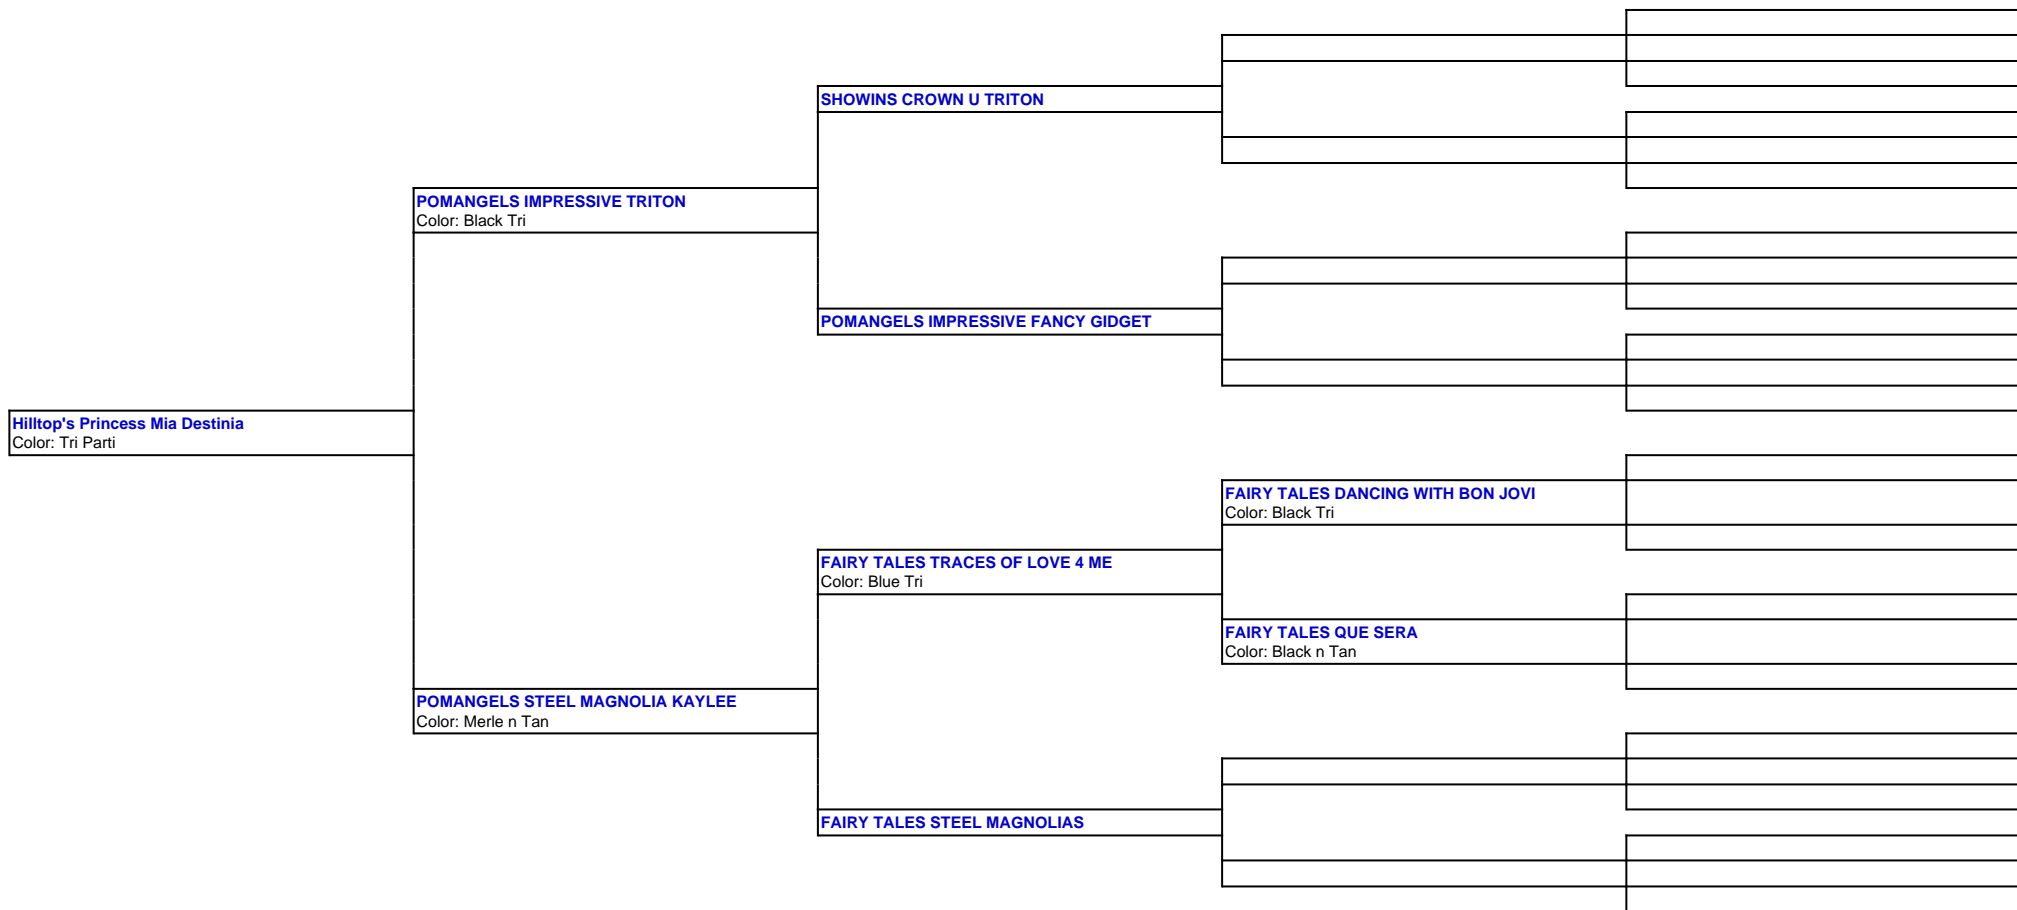 SHOWINS CROWN U TRITON
POMANGELS IMPRESSIVE TRITON
Color: Black Tri
POMANGELS IMPRESSIVE FANCY GIDGET
Hilltop's Princess Mia Destinia
Color: Tri Parti
FAIRY TALES DANCING WITH BON JOVI
Color: Black Tri
FAIRY TALES TRACES OF LOVE 4 ME
Color: Blue Tri
FAIRY TALES QUE SERA
Color: Black n Tan
POMANGELS STEEL MAGNOLIA KAYLEE
Color: Merle n Tan
FAIRY TALES STEEL MAGNOLIAS